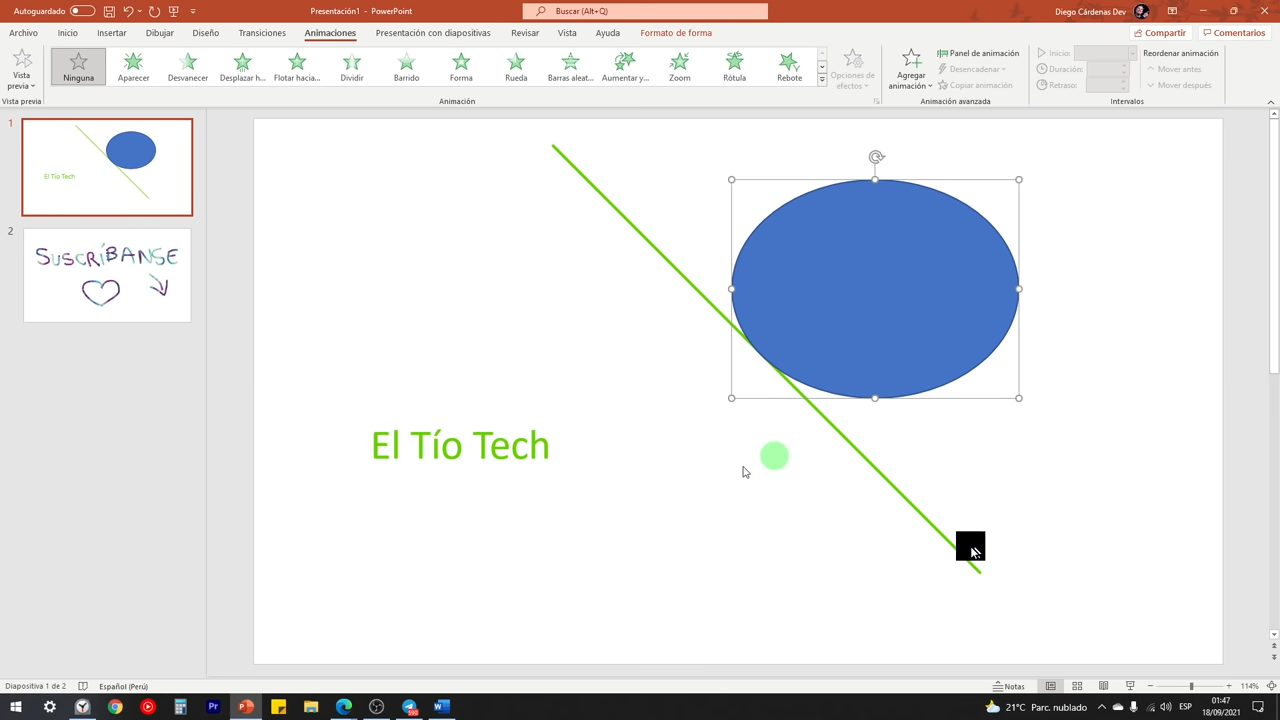 Autoguardado
Presentación1 - PowerPoint
Buscar (Alt+Q)
Diego Cárdenas Dev
Archivo
Inicio
Insertar
Dibujar
Diseño
Transiciones
Animaciones
Presentación con diapositivas
Revisar
Vista
Ayuda
Formato de forma
Compartir
Comentarios
Vista previa
Ninguna
Aparecer
Desvanecer
Desplazar h...
Flotar hacia...
Dividir
Barrido
Forma
Rueda
Barras aleat...
Aumentar y...
Zoom
Rótula
Rebote
Opciones de efectos
Agregar animación
Panel de animación
Desencadenar
Copiar animación
Inicio:
Duración:
Retraso:
Reordenar animación
Mover antes
Mover después
Vista previa
Animación
Animación avanzada
Intervalos
1
El Tío Tech
2
SUSCRÍBANSE
El Tío Tech
Diapositiva 1 de 2
Español (Perú)
Notas
114%
Pr
590
21°C Parc. nublado
ESP
01:47
18/09/2021